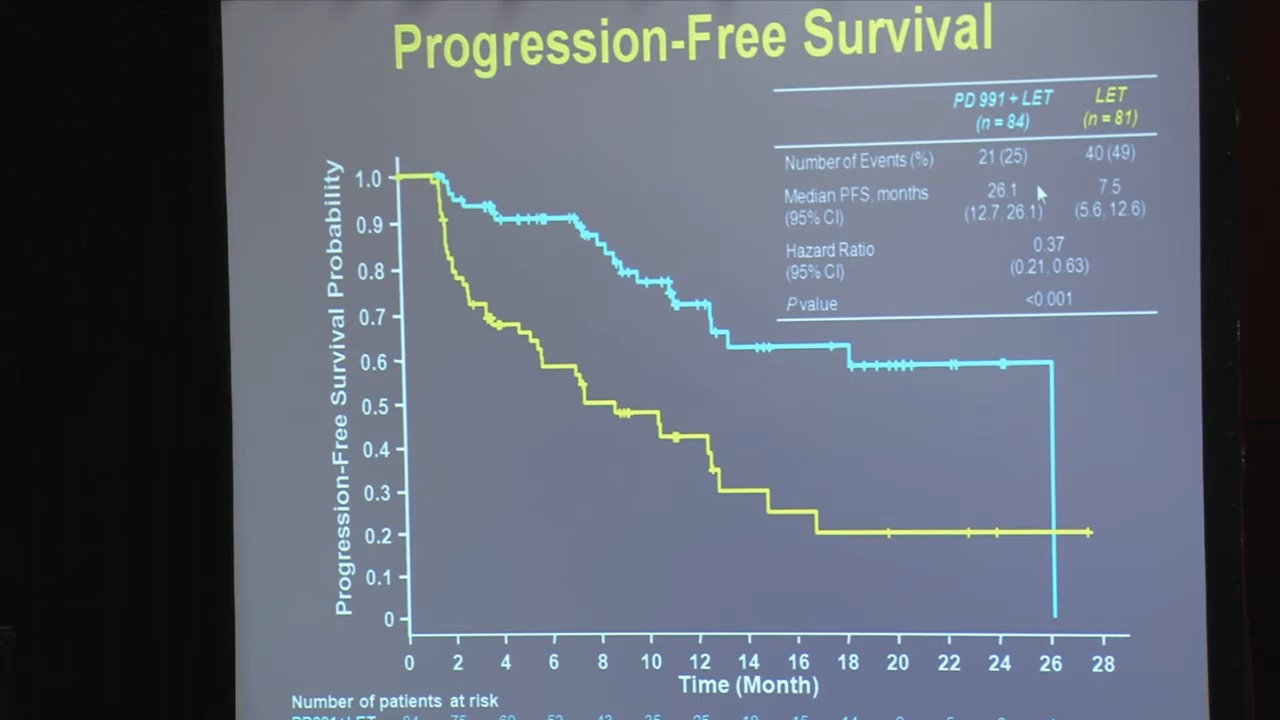 Progression-Free Survival
PD 991 + LET LET
(n = 84) (n = 81)
Number of Events (%) 21 (25) 40 (49)
Median PFS, months 26.1 7.5
(95% CI) (12.7, 26.1) (5.6, 12.6)
Hazard Ratio 0.37
(95% CI) (0.21, 0.63)
P value <0.001
Progression-Free Survival Probability
1.0
0.9
0.8
0.7
0.6
0.5
0.4
0.3
0.2
0.1
0
0 2 4 6 8 10 12 14 16 18 20 22 24 26 28
Time (Month)
Number of patients at risk
PD991+LET